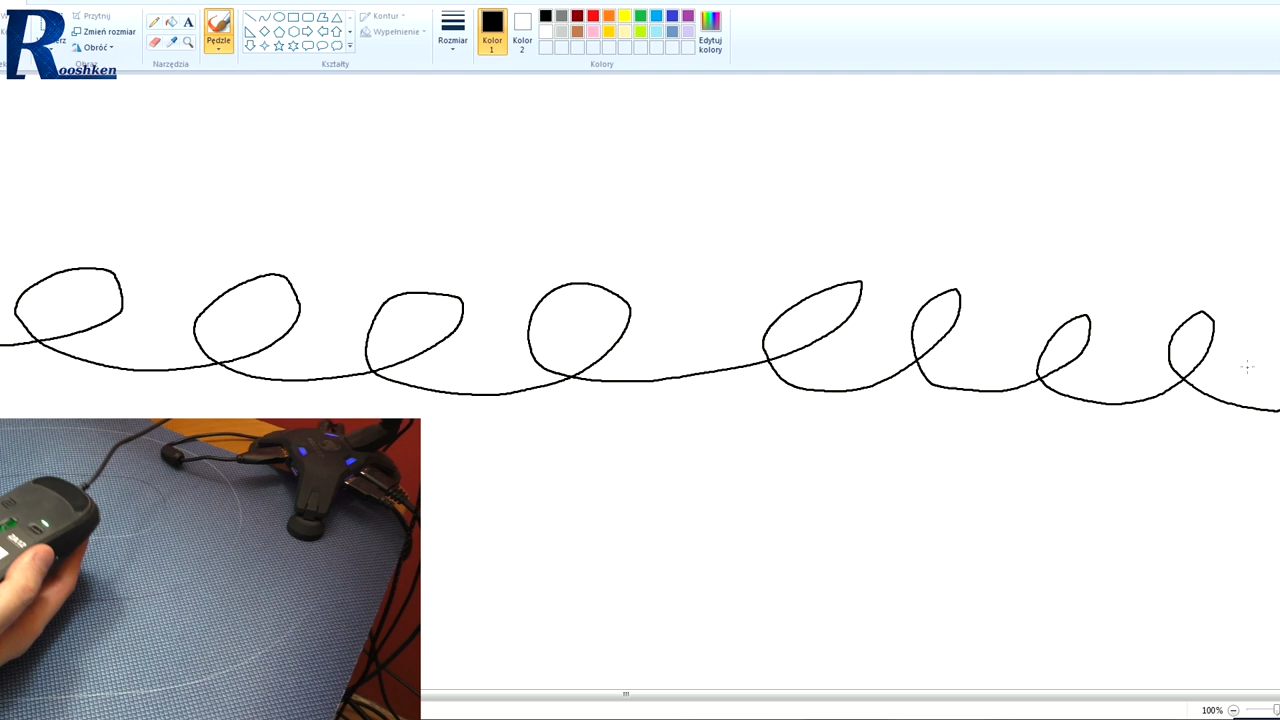 Przytnij
Zmień rozmiar
Obróć
Obraz
Rooshken
A
Narzędzia
Pędzle
Kształty
Kontur
Wypełnienie
Rozmiar
Kolor
1
Kolor
2
Edytuj
kolory
Kolory
100%